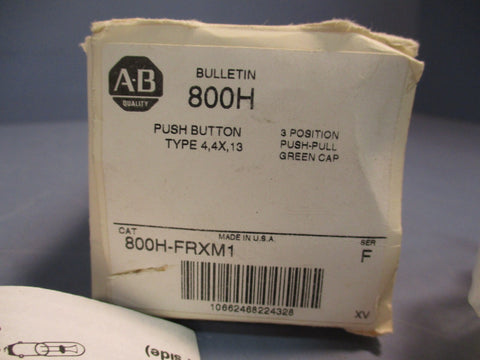 A-B
QUALITY
BULLETIN
800H
PUSH BUTTON
TYPE 4,4X,13
3 POSITION
PUSH-PULL
GREEN CAP
MADE IN U.S.A.
CAT
800H-FRXM1
SER
F
10662468224328
XV
side)